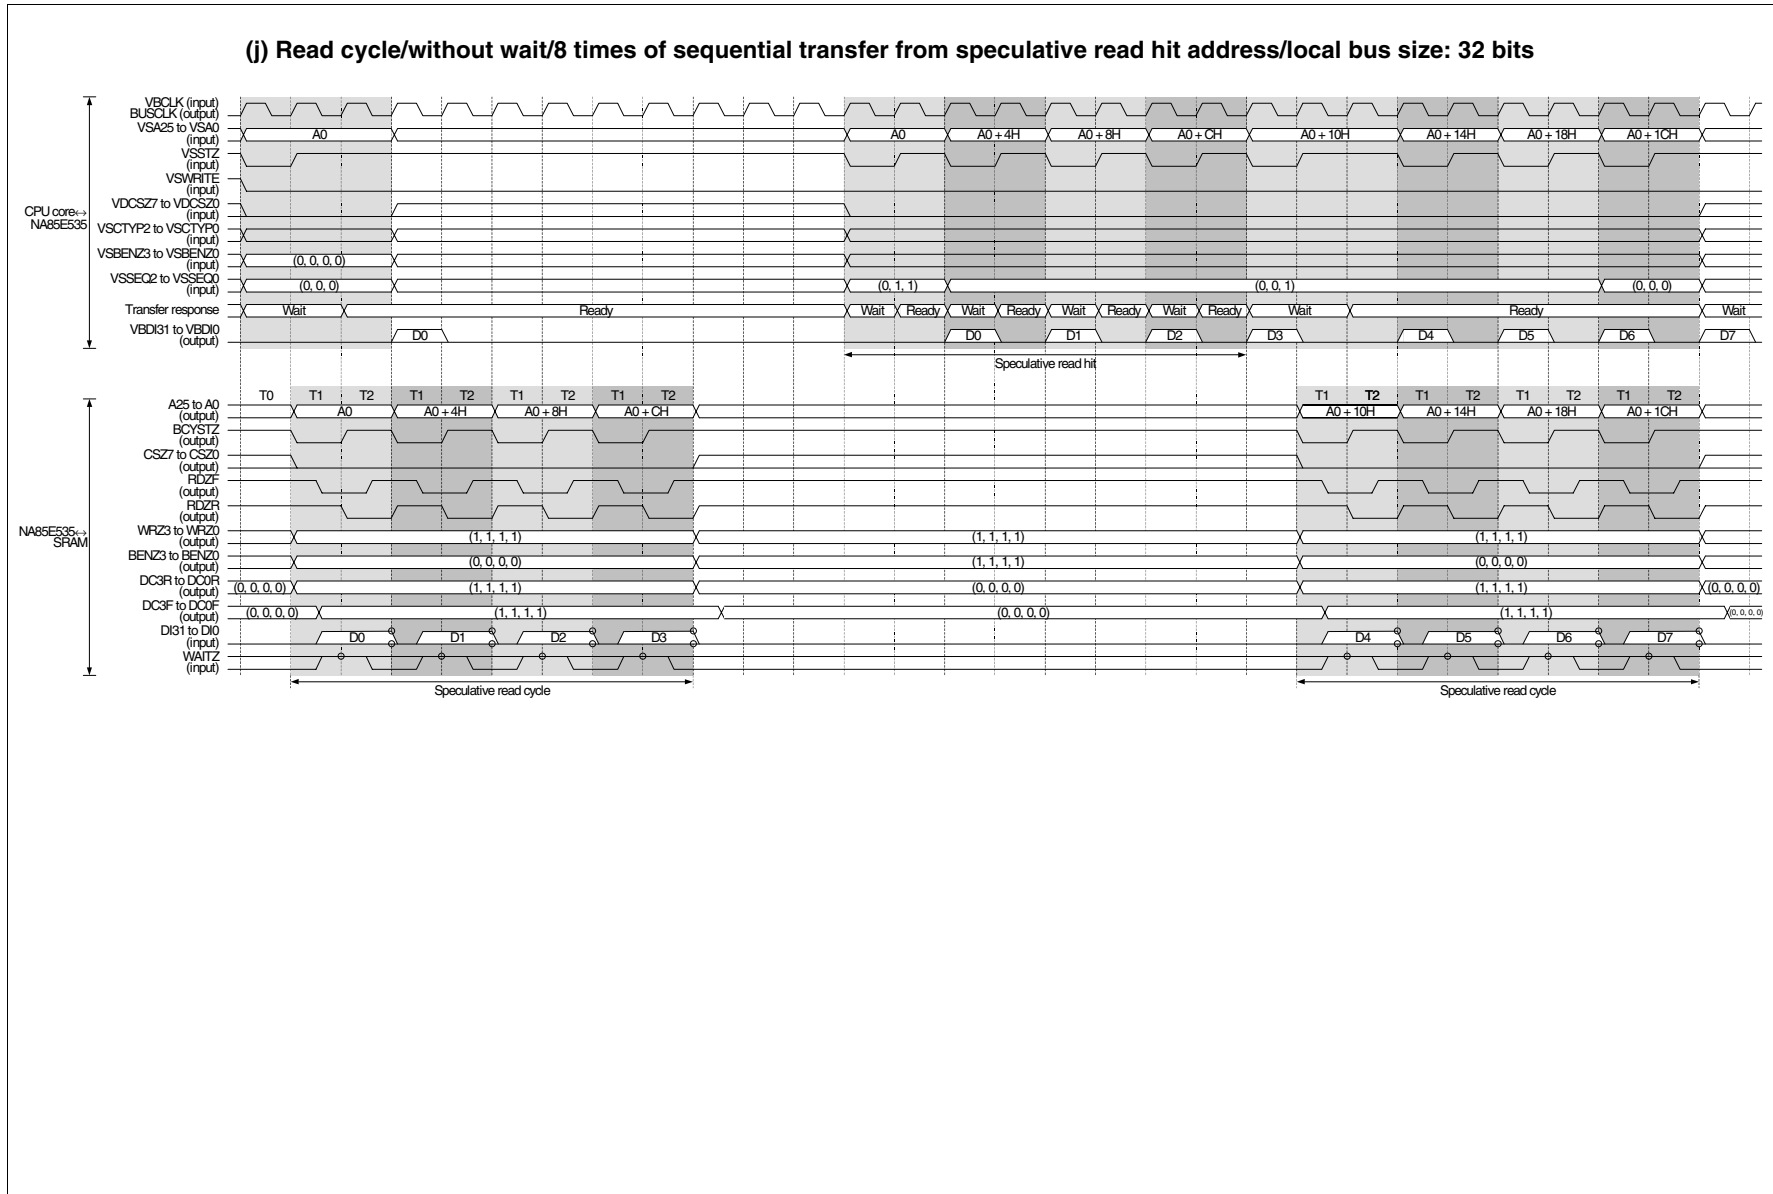 (j) Read cycle/without wait/8 times of sequential transfer from speculative read hit address/local bus size: 32 bits
VBCLK (input)
BUSCLK (output)
VSA25 to VSA0
(input)
A0
A0
A0 + 4H
A0 + 8H
A0 + CH
A0 + 10H
A0 + 14H
A0 + 18H
A0 + 1CH
VSSTZ
(input)
VSWRITE
(input)
CPU core↔
NA85E535
VDCSZ7 to VDCSZ0
(input)
VSCTYP2 to VSCTYP0
(input)
VSBENZ3 to VSBENZ0
(input)
(0, 0, 0, 0)
VSSEQ2 to VSSEQ0
(input)
(0, 0, 0)
(0, 1, 1)
(0, 0, 1)
(0, 0, 0)
Transfer response
Wait
Ready
Wait
Ready
Wait
Ready
Wait
Ready
Wait
Ready
Wait
Ready
Wait
VBDI31 to VBDI0
(output)
D0
D0
D1
D2
D3
D4
D5
D6
D7
Speculative read hit
T0
T1
T2
T1
T2
T1
T2
T1
T2
T1
T2
T1
T2
T1
T2
T1
T2
A25 to A0
(output)
A0
A0 + 4H
A0 + 8H
A0 + CH
A0 + 10H
A0 + 14H
A0 + 18H
A0 + 1CH
BCYSTZ
(output)
CSZ7 to CSZ0
(output)
RDZF
(output)
RDZR
(output)
NA85E535↔
SRAM
WRZ3 to WRZ0
(output)
(1, 1, 1, 1)
(1, 1, 1, 1)
(1, 1, 1, 1)
BENZ3 to BENZ0
(output)
(0, 0, 0, 0)
(1, 1, 1, 1)
(0, 0, 0, 0)
DC3R to DC0R
(output)
(0, 0, 0, 0)
(1, 1, 1, 1)
(0, 0, 0, 0)
(1, 1, 1, 1)
(0, 0, 0, 0)
DC3F to DC0F
(output)
(0, 0, 0, 0)
(1, 1, 1, 1)
(0, 0, 0, 0)
(1, 1, 1, 1)
(0, 0, 0, 0)
DI31 to DI0
(input)
D0
D1
D2
D3
D4
D5
D6
D7
WAITZ
(input)
Speculative read cycle
Speculative read cycle